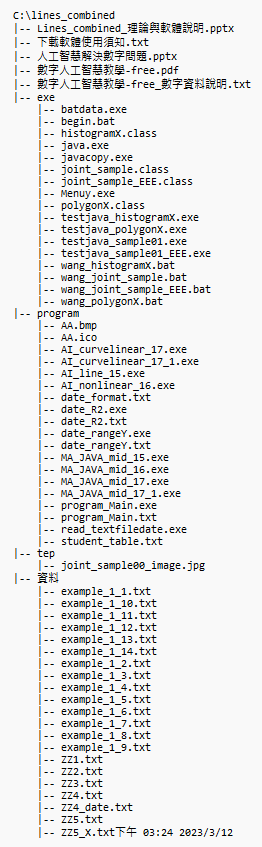 C:\lines_combined
|-- Lines_combined_理論與軟體說明.pptx
|-- 下載軟體使用須知.txt
|-- 人工智慧解決數字問題.pptx
|-- 數字人工智慧教學-free.pdf
|-- 數字人工智慧教學-free_數字資料說明.txt
|-- exe
|-- batdata.exe
|-- begin.bat
|-- histogramX.class
|-- java.exe
|-- javacopy.exe
|-- joint_sample.class
|-- joint_sample_EEE.class
|-- Menuy.exe
|-- polygonX.class
|-- testjava_histogramX.exe
|-- testjava_polygonX.exe
|-- testjava_sample01.exe
|-- testjava_sample01_EEE.exe
|-- wang_histogramX.bat
|-- wang_joint_sample.bat
|-- wang_joint_sample_EEE.bat
|-- wang_polygonX.bat
|-- program
|-- AA.bmp
|-- AA.ico
|-- AI_curvelinear_17.exe
|-- AI_curvelinear_17_1.exe
|-- AI_line_15.exe
|-- AI_nonlinear_16.exe
|-- date_format.txt
|-- date_R2.exe
|-- date_R2.txt
|-- date_rangeY.exe
|-- date_rangeY.txt
|-- MA_JAVA_mid_15.exe
|-- MA_JAVA_mid_16.exe
|-- MA_JAVA_mid_17.exe
|-- MA_JAVA_mid_17_1.exe
|-- program_Main.exe
|-- program_Main.txt
|-- read_textfiledate.exe
|-- student_table.txt
|-- tep
|-- joint_sample00_image.jpg
|-- 資料
|-- example_1_1.txt
|-- example_1_10.txt
|-- example_1_11.txt
|-- example_1_12.txt
|-- example_1_13.txt
|-- example_1_14.txt
|-- example_1_2.txt
|-- example_1_3.txt
|-- example_1_4.txt
|-- example_1_5.txt
|-- example_1_6.txt
|-- example_1_7.txt
|-- example_1_8.txt
|-- example_1_9.txt
|-- ZZ1.txt
|-- ZZ2.txt
|-- ZZ3.txt
|-- ZZ4.txt
|-- ZZ4_date.txt
|-- ZZ5.txt
|-- ZZ5_X.txt下午 03:24 2023/3/12